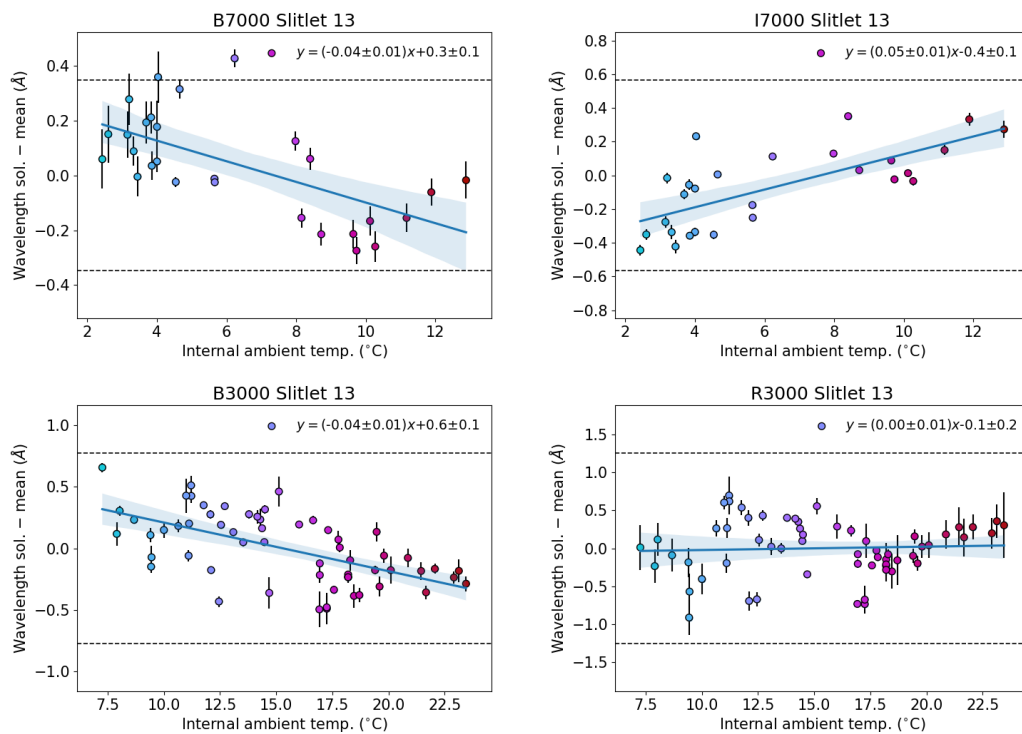 B7000 Slitlet 13
y=(-0.04±0.01)x+0.3±0.1
Wavelength sol. − mean (Å)
0.4
0.2
0.0
−0.2
−0.4
2 4 6 8 10 12
Internal ambient temp. (°C)
I7000 Slitlet 13
y=(0.05±0.01)x-0.4±0.1
Wavelength sol. − mean (Å)
0.8
0.6
0.4
0.2
0.0
−0.2
−0.4
−0.6
−0.8
2 4 6 8 10 12
Internal ambient temp. (°C)
B3000 Slitlet 13
y=(-0.04±0.01)x+0.6±0.1
Wavelength sol. − mean (Å)
1.0
0.5
0.0
−0.5
−1.0
7.5 10.0 12.5 15.0 17.5 20.0 22.5
Internal ambient temp. (°C)
R3000 Slitlet 13
y=(0.00±0.01)x-0.1±0.2
Wavelength sol. − mean (Å)
1.5
1.0
0.5
0.0
−0.5
−1.0
−1.5
7.5 10.0 12.5 15.0 17.5 20.0 22.5
Internal ambient temp. (°C)